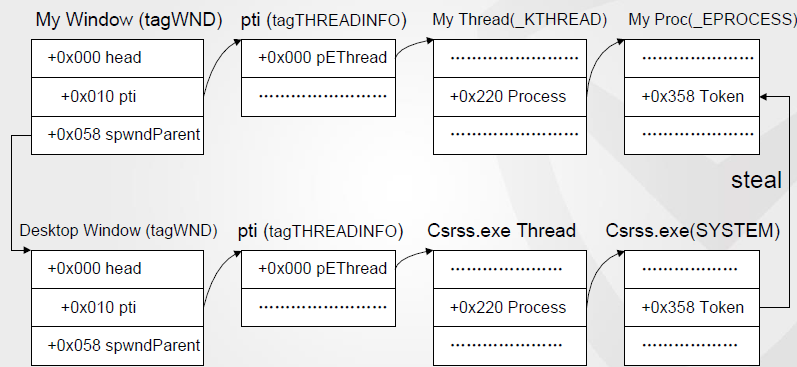 My Window (tagWND)
pti (tagTHREADINFO)
My Thread(_KTHREAD)
My Proc(_EPROCESS)
+0x000 head
+0x010 pti
+0x058 spwndParent
+0x000 pEThread
........................
........................
+0x220 Process
........................
..................
+0x358 Token
..................
steal
Desktop Window (tagWND)
pti (tagTHREADINFO)
Csrss.exe Thread
Csrss.exe(SYSTEM)
+0x000 head
+0x010 pti
+0x058 spwndParent
+0x000 pEThread
........................
.....................
+0x220 Process
.....................
..................
+0x358 Token
..................